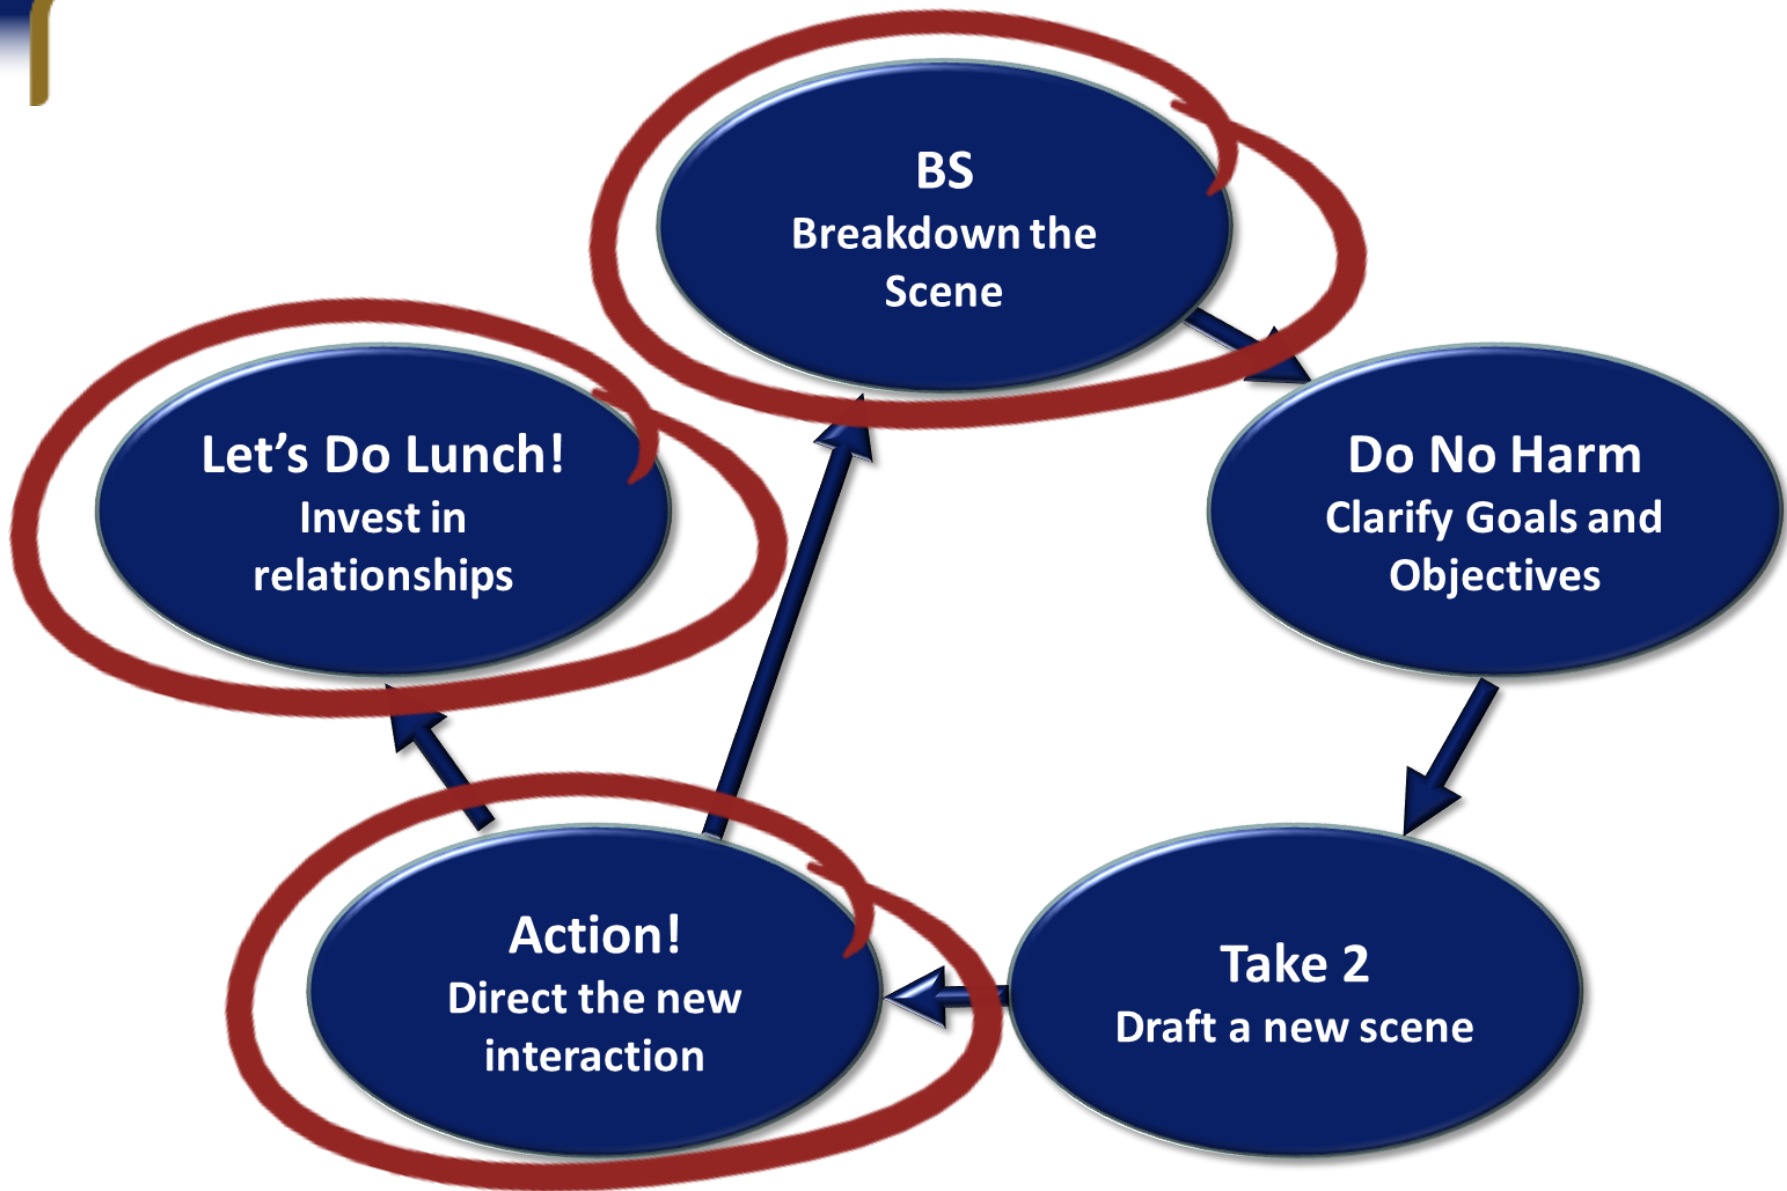 BS
Breakdown the
Scene
Let’s Do Lunch!
Invest in
relationships
Do No Harm
Clarify Goals and
Objectives
Action!
Direct the new
interaction
Take 2
Draft a new scene